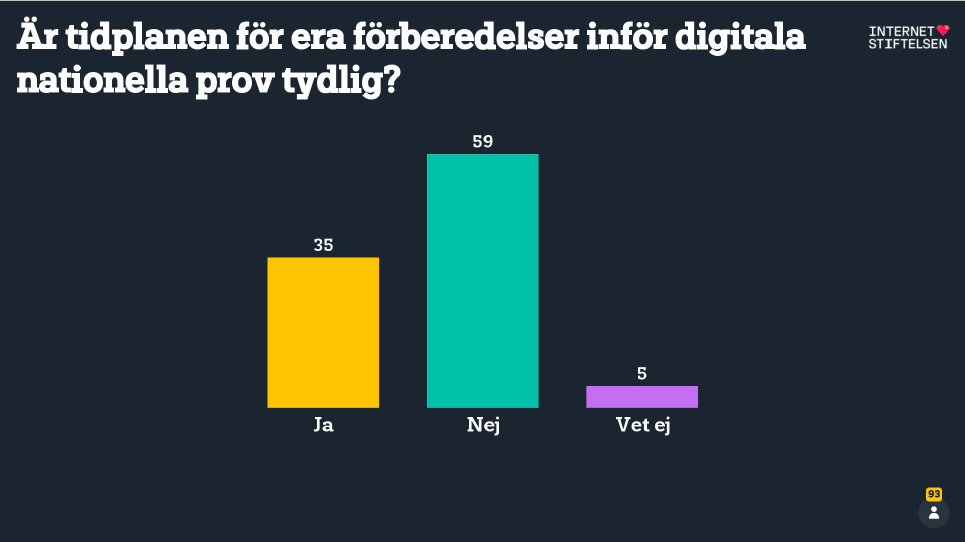 Är tidplanen för era förberedelser inför digitala
nationella prov tydlig?
INTERNET
STIFTELSEN
59
35
5
Ja
Nej
Vet ej
93